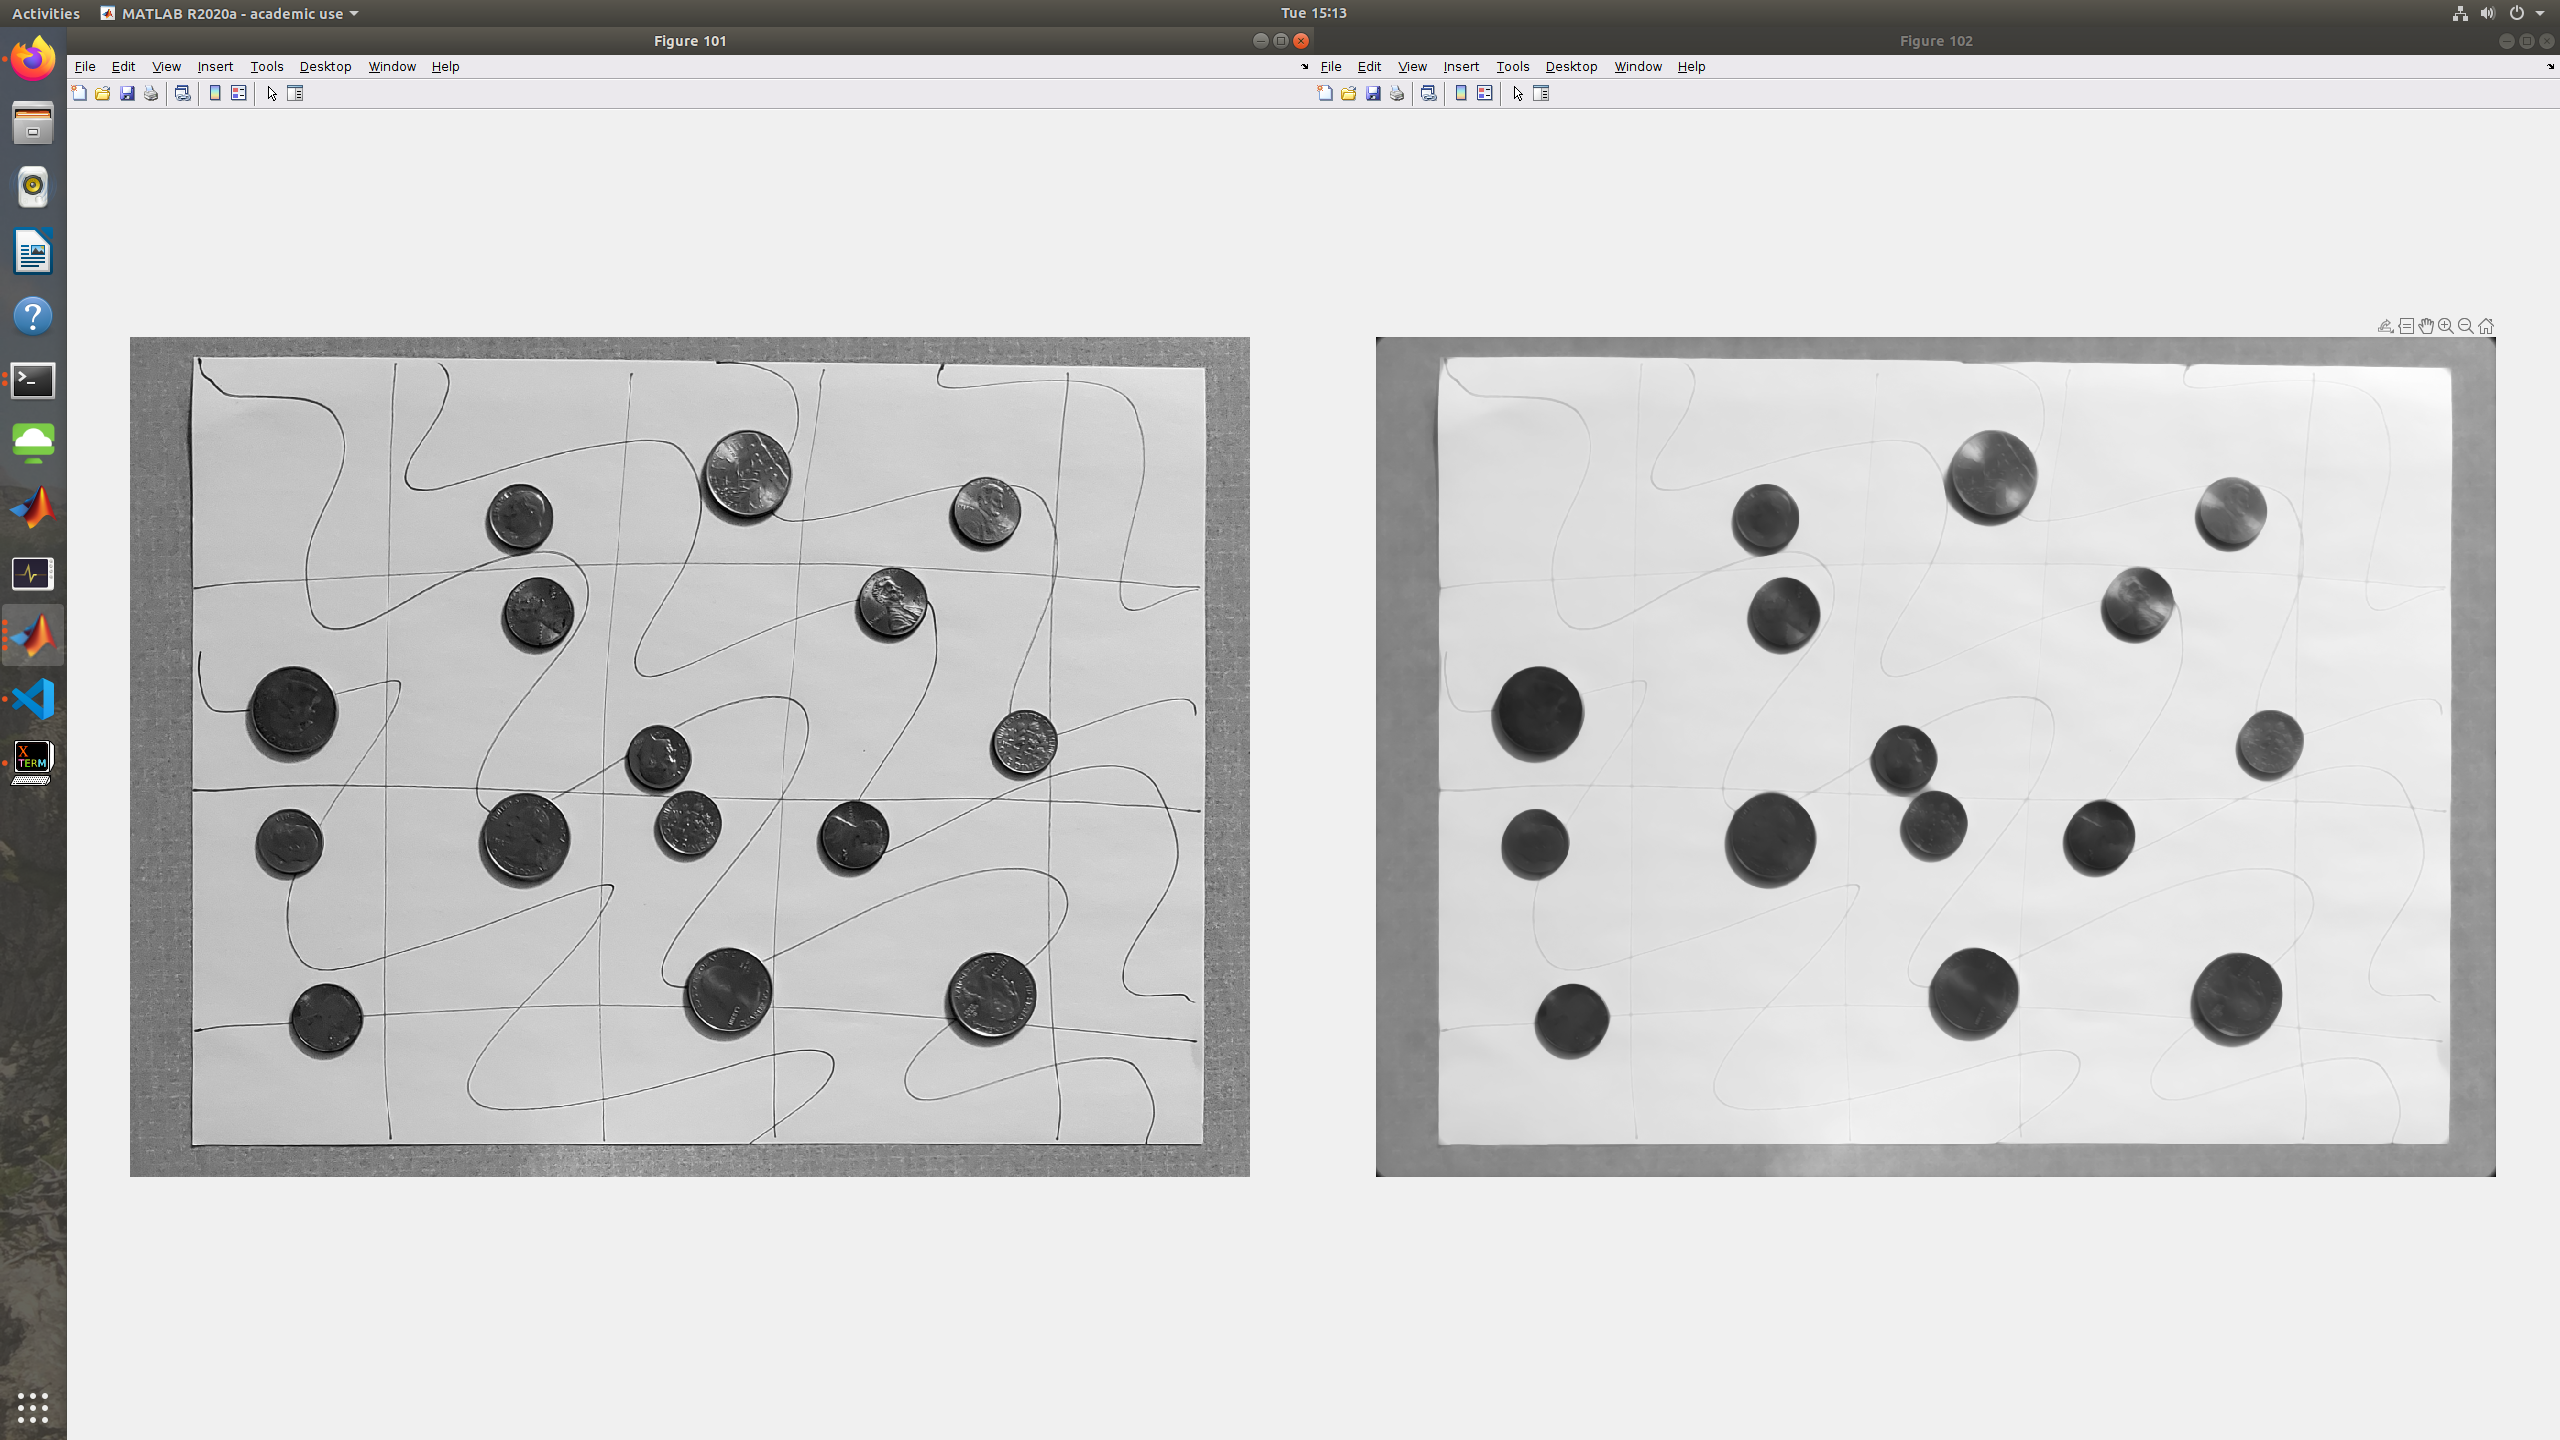 Activities MATLAB R2020a - academic use Tue 15:13
Figure 101 Figure 102
File Edit View Insert Tools Desktop Window Help File Edit View Insert Tools Desktop Window Help
X
TERM